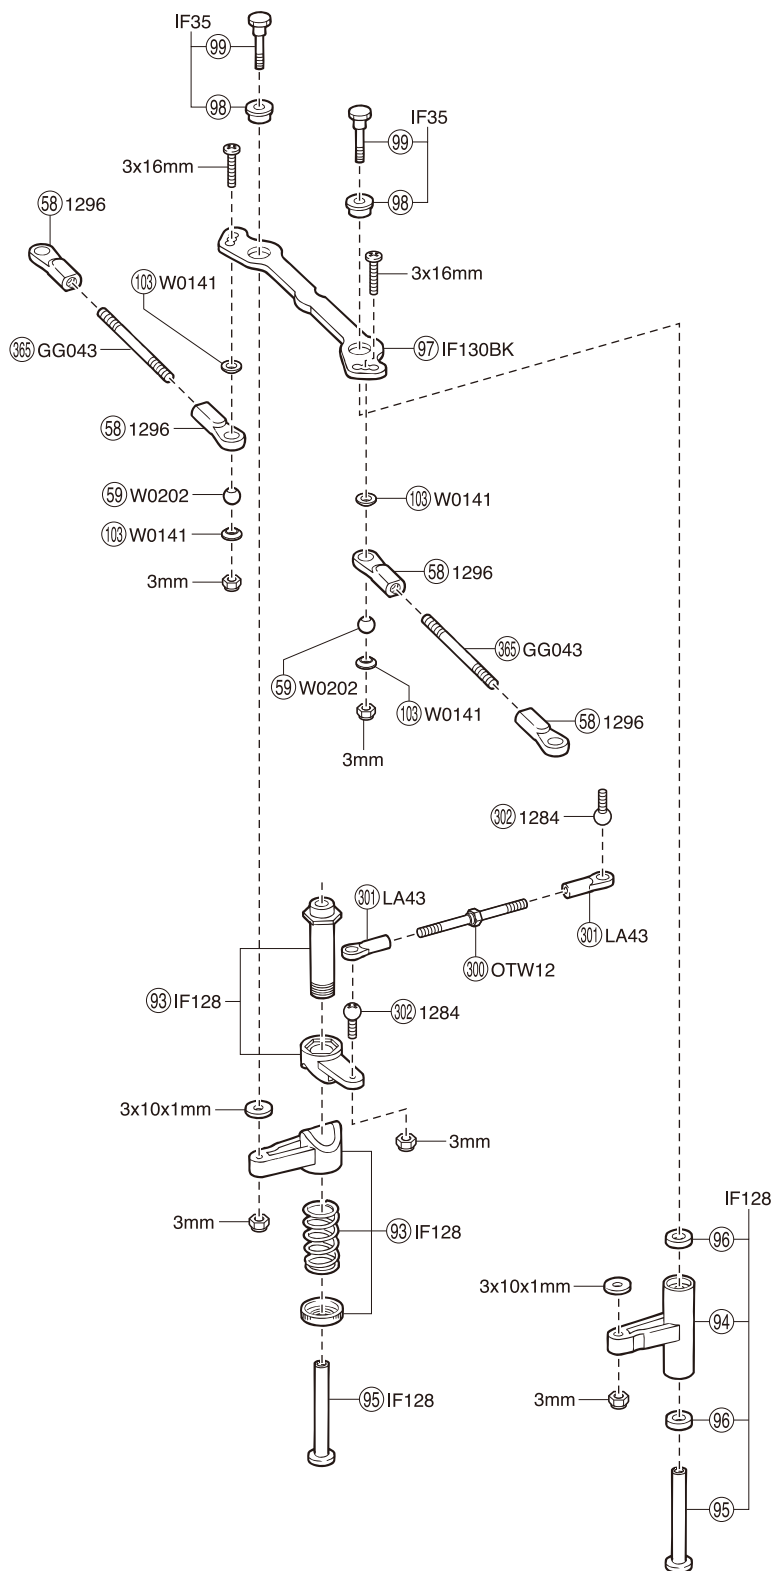 IF35
99
98
IF35
99
98
3x16mm
58 1296
3x16mm
103 W0141
97 IF130BK
365 GG043
58 1296
59 W0202
103 W0141
103 W0141
3mm
58 1296
365 GG043
59 W0202
103 W0141
58 1296
3mm
302 1284
301 LA43
301 LA43
300 OTW12
93 IF128
302 1284
3x10x1mm
3mm
3mm
93 IF128
IF128
96
3x10x1mm
94
95 IF128
3mm
96
95